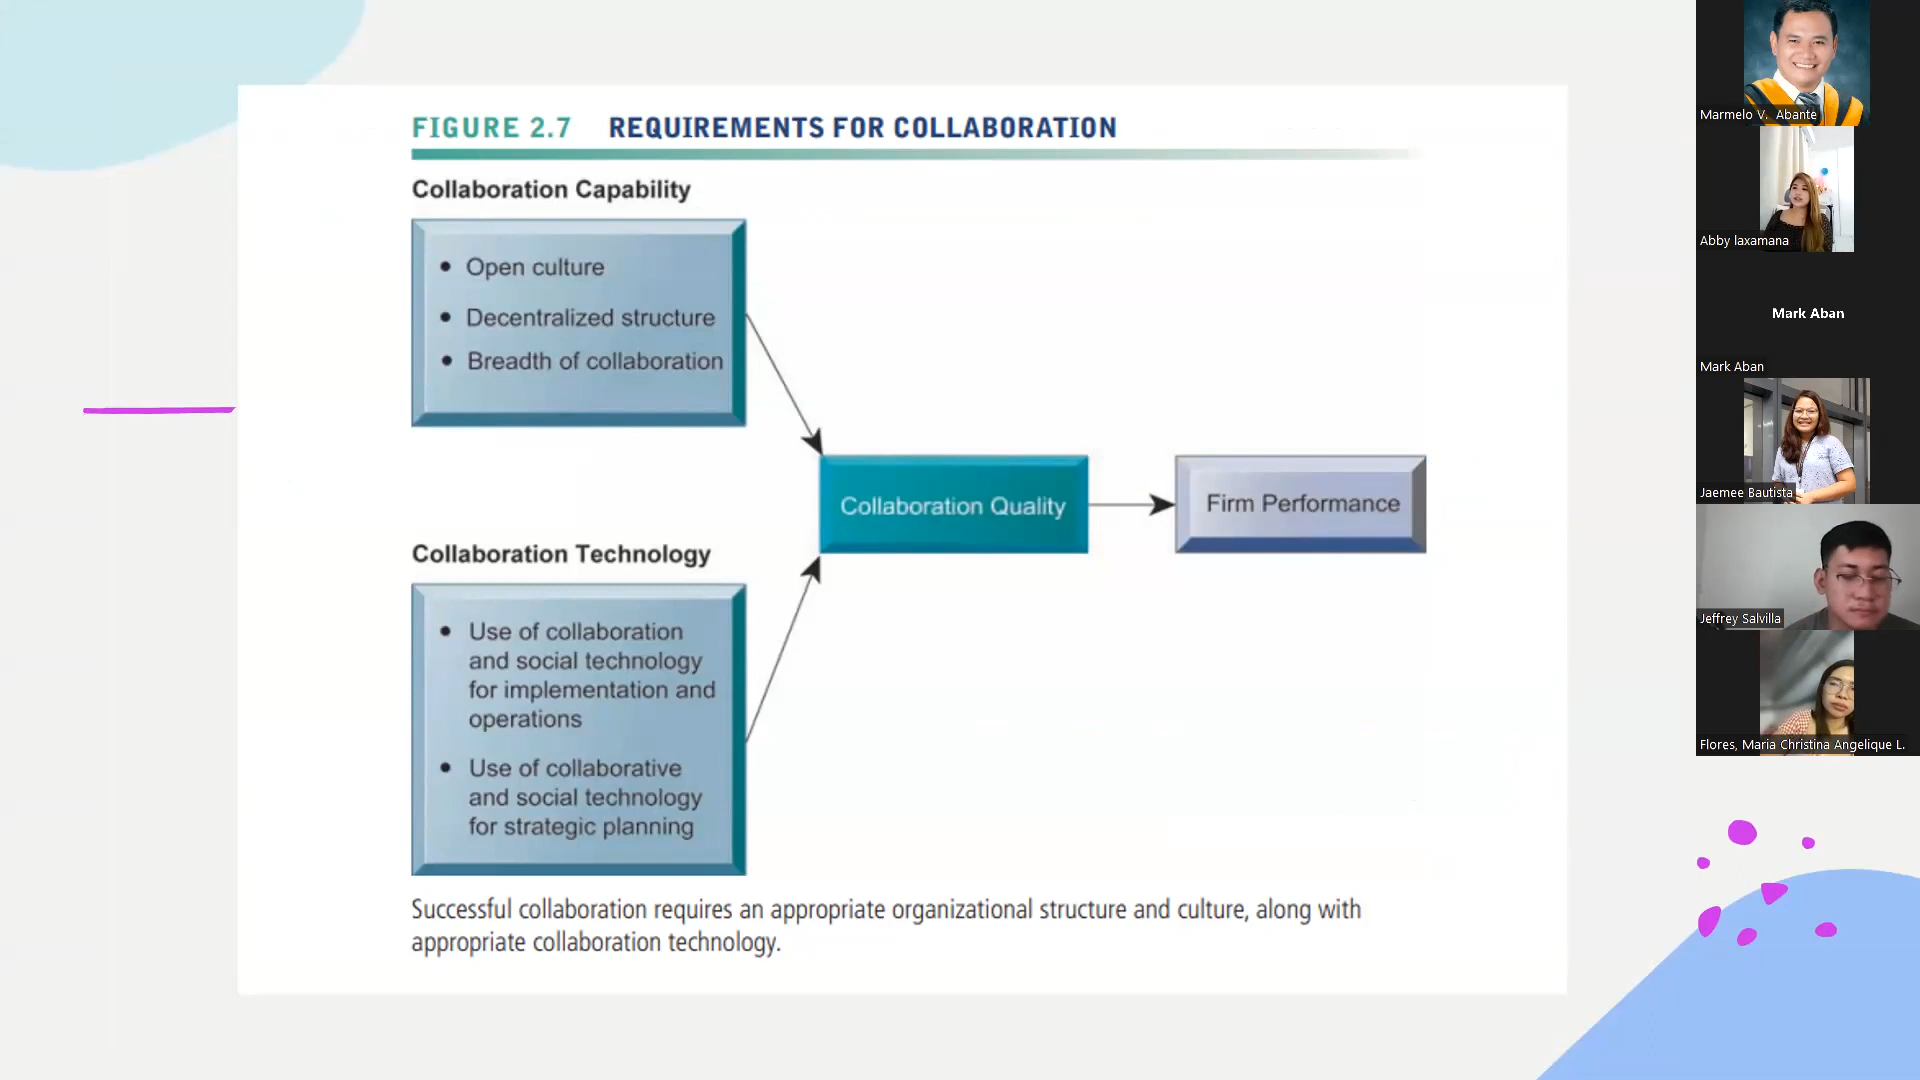 FIGURE 2.7 REQUIREMENTS FOR COLLABORATION
Collaboration Capability
• Open culture
• Decentralized structure
• Breadth of collaboration
Collaboration Quality
Firm Performance
Collaboration Technology
• Use of collaboration
and social technology
for implementation and
operations
• Use of collaborative
and social technology
for strategic planning
Successful collaboration requires an appropriate organizational structure and culture, along with
appropriate collaboration technology.
Marmelo V. Abante
Abby laxamana
Mark Aban
Mark Aban
Jaemee Bautista
Jeffrey Salvilla
Flores, Maria Christina Angelique L.